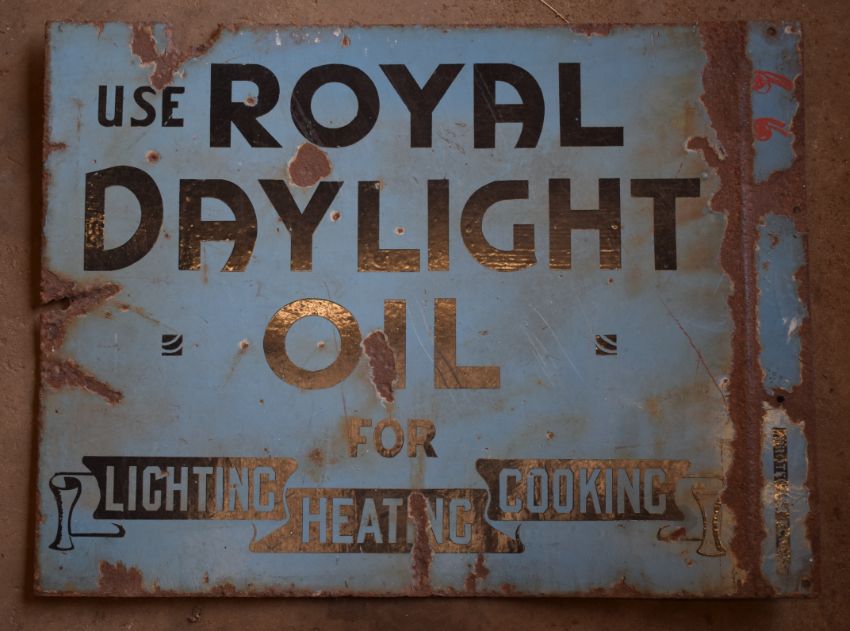 USE ROYAL
DAYLIGHT
OIL
FOR
LIGHTING HEATING COOKING